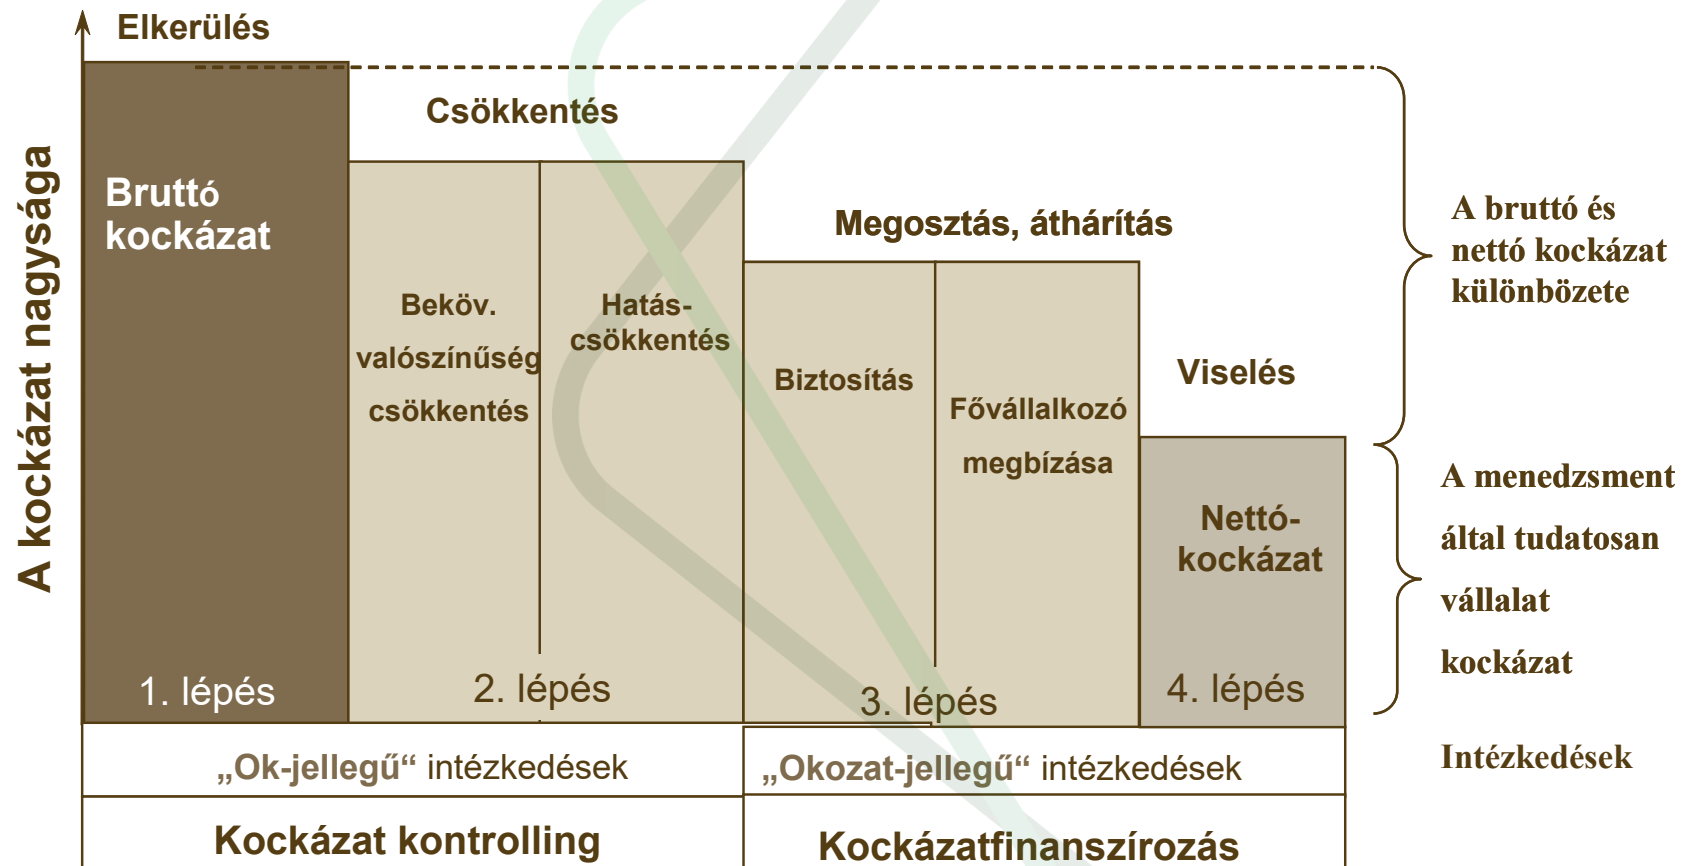 Elkerülés
A kockázat nagysága
Bruttó
kockázat
1. lépés
Csökkentés
Beköv.
valószínűség
csökkentés
Hatás-
csökkentés
2. lépés
Megosztás, áthárítás
Biztosítás
Fővállalkozó
megbízása
3. lépés
Viselés
Nettó-
kockázat
4. lépés
A bruttó és
nettó kockázat
különbözete
A menedzsment
által tudatosan
vállalat
kockázat
„Ok-jellegű“ intézkedések
„Okozat-jellegű“ intézkedések
Intézkedések
Kockázat kontrolling
Kockázatfinanszírozás